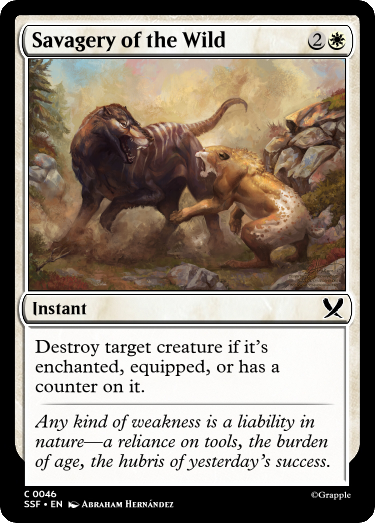 Savagery of the Wild 2
Instant
Destroy target creature if it's
enchanted, equipped, or has a
counter on it.
Any kind of weakness is a liability in
nature—a reliance on tools, the burden
of age, the hubris of yesterday's success.
C 0046
SSF • EN Abraham Hernández
©Grapple